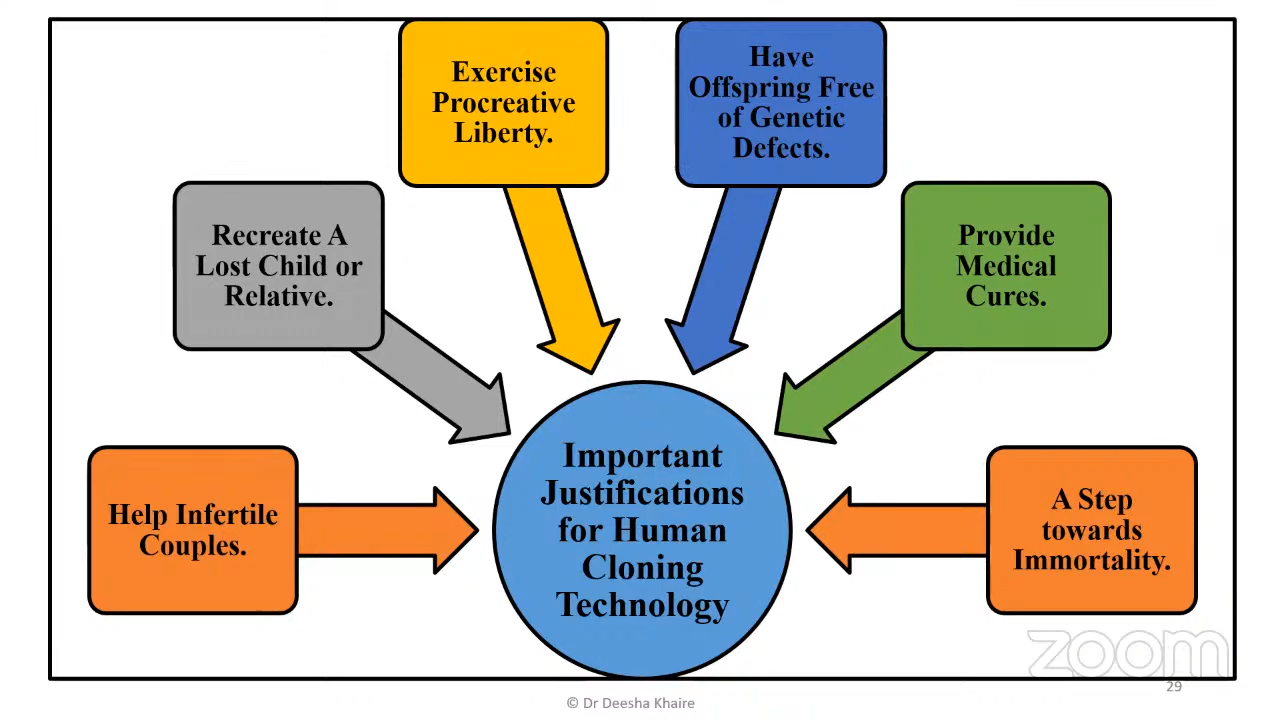 Exercise
Procreative
Liberty.
Have
Offspring Free
of Genetic
Defects.
Recreate A
Lost Child or
Relative.
Provide
Medical
Cures.
Help Infertile
Couples.
Important
Justifications
for Human
Cloning
Technology
A Step
towards
Immortality.
zoom
29
© Dr Deesha Khaire